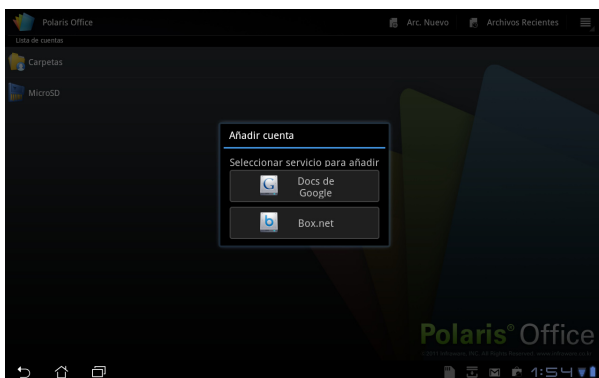 Polaris Office
Arc. Nuevo
Archivos Recientes
Lista de cuentas
Carpetas
MicroSD
Añadir cuenta
Seleccionar servicio para añadir
Docs de
Google
Box.net
Polaris® Office
1:54